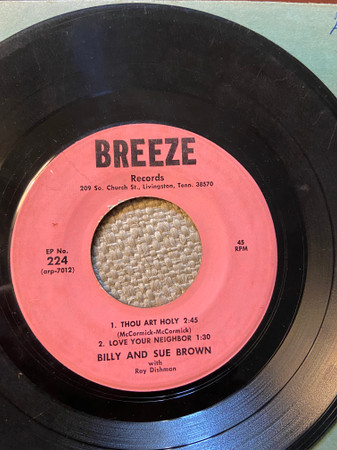 BREEZE
Records
209 So. Church St., Livingston, Tenn. 38570
EP No.
224
(arp-7012)
45
RPM
1. THOU ART HOLY 2:45
(McCormick-McCormick)
2. LOVE YOUR NEIGHBOR 1:30
BILLY AND SUE BROWN
with
Roy Dishman